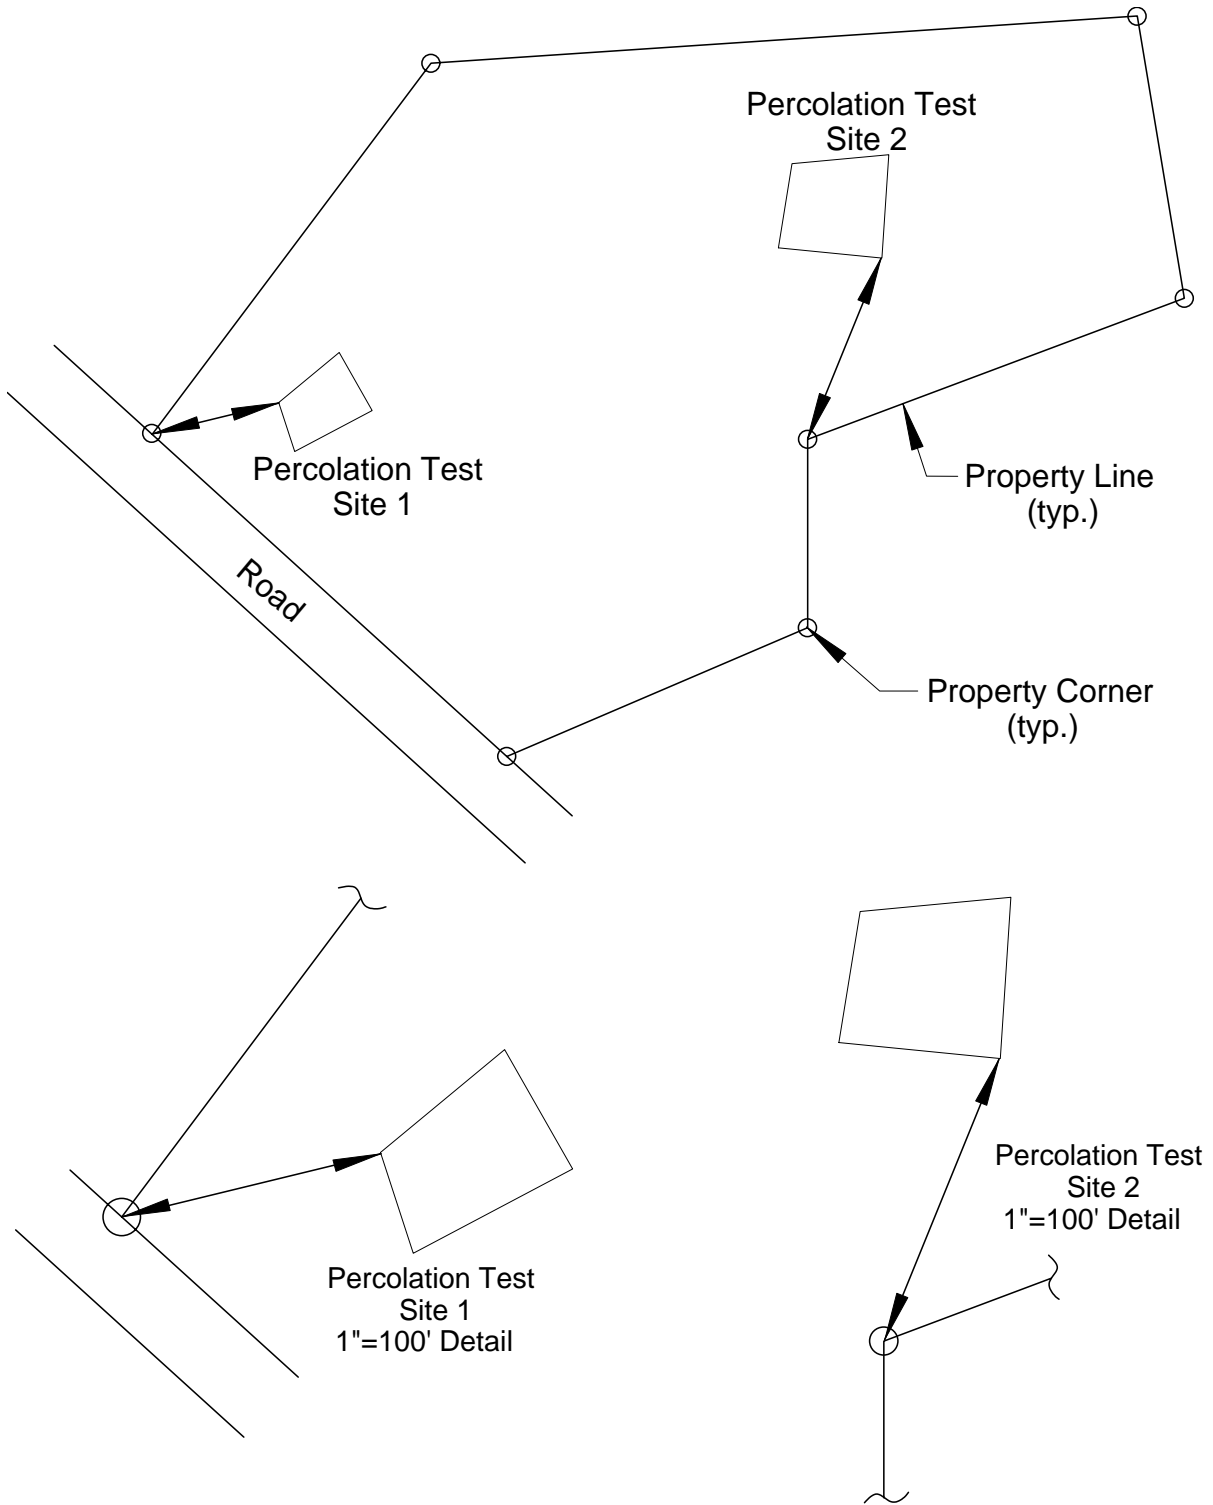 Percolation Test
Site 2
Percolation Test
Site 1
Property Line
(typ.)
Road
Property Corner
(typ.)
Percolation Test
Site 2
1"=100' Detail
Percolation Test
Site 1
1"=100' Detail